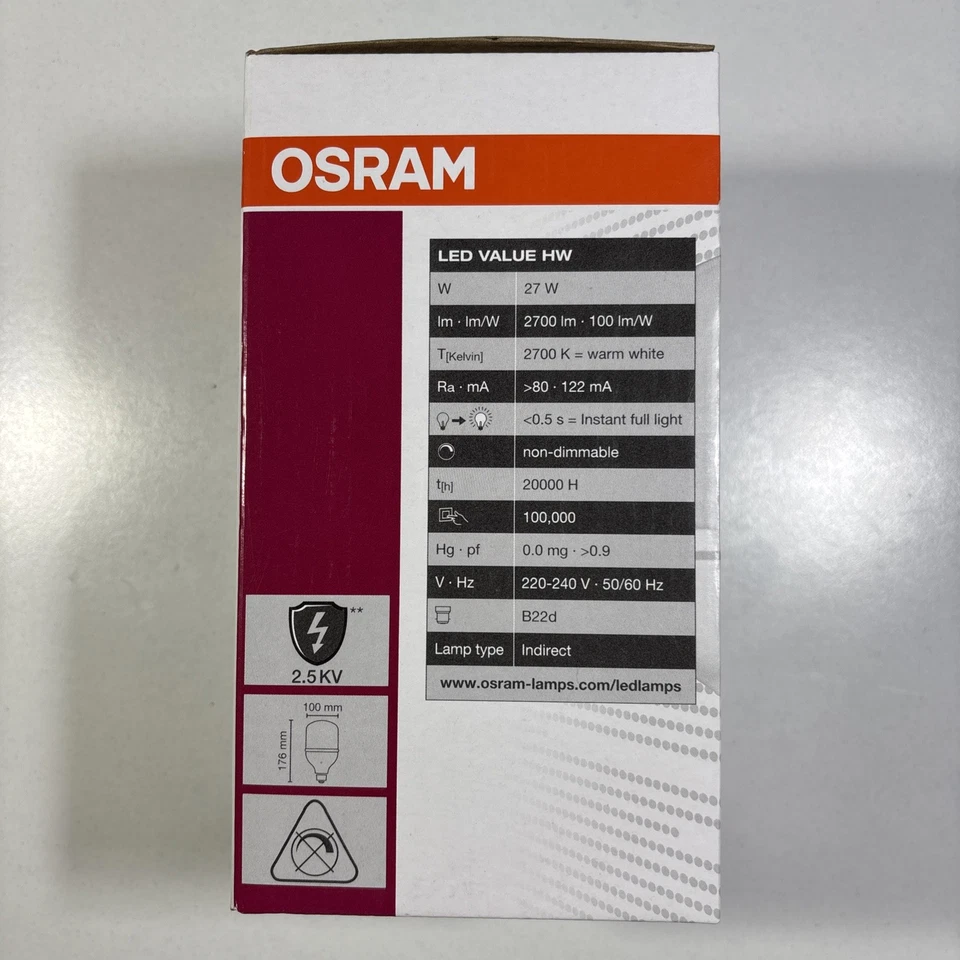 OSRAM
LED VALUE HW
W 27 W
lm · lm/W 2700 lm · 100 lm/W
T[Kelvin] 2700 K = warm white
Ra · mA >80 · 122 mA
<0.5 s = Instant full light
non-dimmable
t[h] 20000 H
100,000
Hg · pf 0.0 mg · >0.9
V · Hz 220-240 V · 50/60 Hz
B22d
Lamp type Indirect
www.osram-lamps.com/ledlamps
**
2.5 KV
100 mm
176 mm